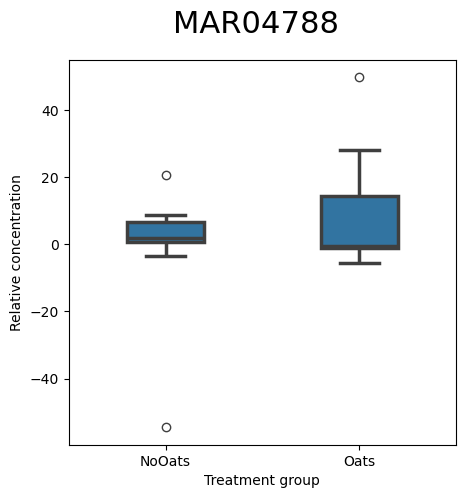 MAR04788
Relative concentration
40
20
0
−20
−40
NoOats
Oats
Treatment group